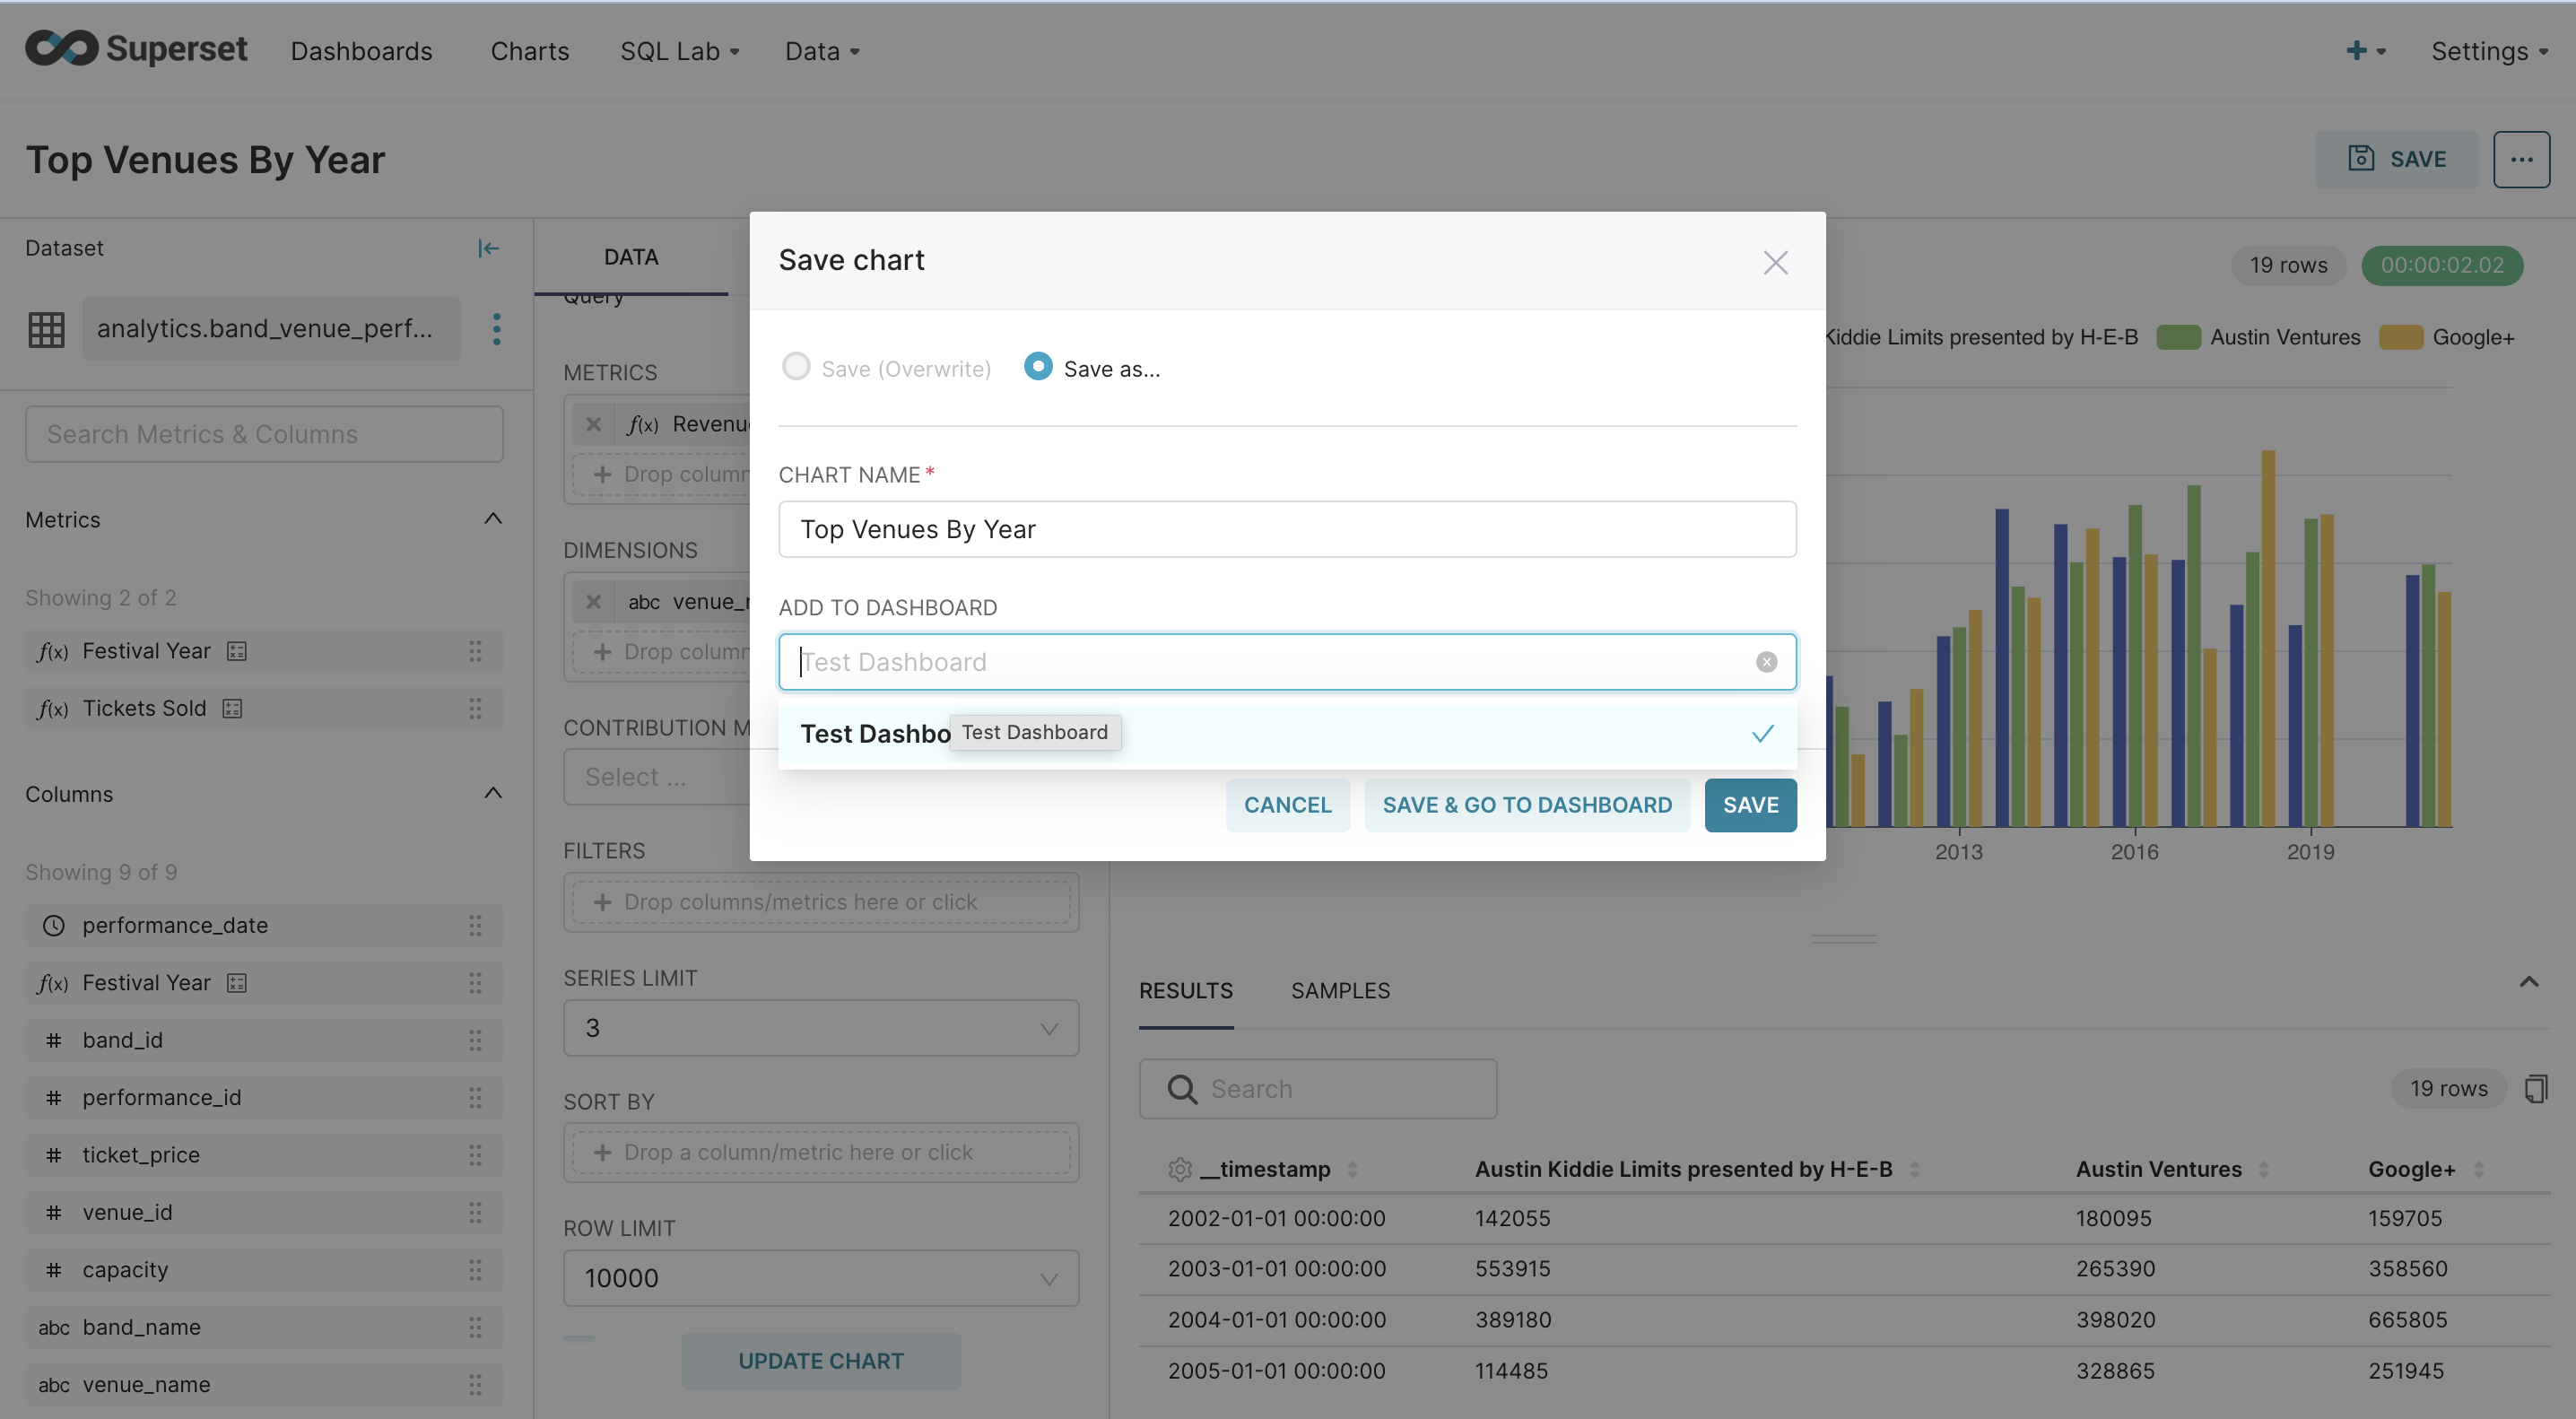 Superset Dashboards Charts SQL Lab Data + Settings
Top Venues By Year
SAVE
...
Dataset
analytics.band_venue_perf...
Search Metrics & Columns
Metrics
Showing 2 of 2
f(x) Festival Year
f(x) Tickets Sold
Columns
Showing 9 of 9
performance_date
f(x) Festival Year
# band_id
# performance_id
# ticket_price
# venue_id
# capacity
abc band_name
abc venue_name
DATA
Query
METRICS
f(x) Revenu
+ Drop column
DIMENSIONS
abc venue_n
+ Drop column
CONTRIBUTION M
Select ...
FILTERS
+ Drop columns/metrics here or click
SERIES LIMIT
3
SORT BY
+ Drop a column/metric here or click
ROW LIMIT
10000
UPDATE CHART
Save chart
Save (Overwrite) Save as...
CHART NAME *
Top Venues By Year
ADD TO DASHBOARD
Test Dashboard
Test Dashbo
Test Dashboard
CANCEL SAVE & GO TO DASHBOARD SAVE
19 rows 00:00:02.02
Kiddie Limits presented by H-E-B Austin Ventures Google+
2013 2016 2019
RESULTS SAMPLES
Search
19 rows
__timestamp Austin Kiddie Limits presented by H-E-B Austin Ventures Google+
2002-01-01 00:00:00 142055 180095 159705
2003-01-01 00:00:00 553915 265390 358560
2004-01-01 00:00:00 389180 398020 665805
2005-01-01 00:00:00 114485 328865 251945